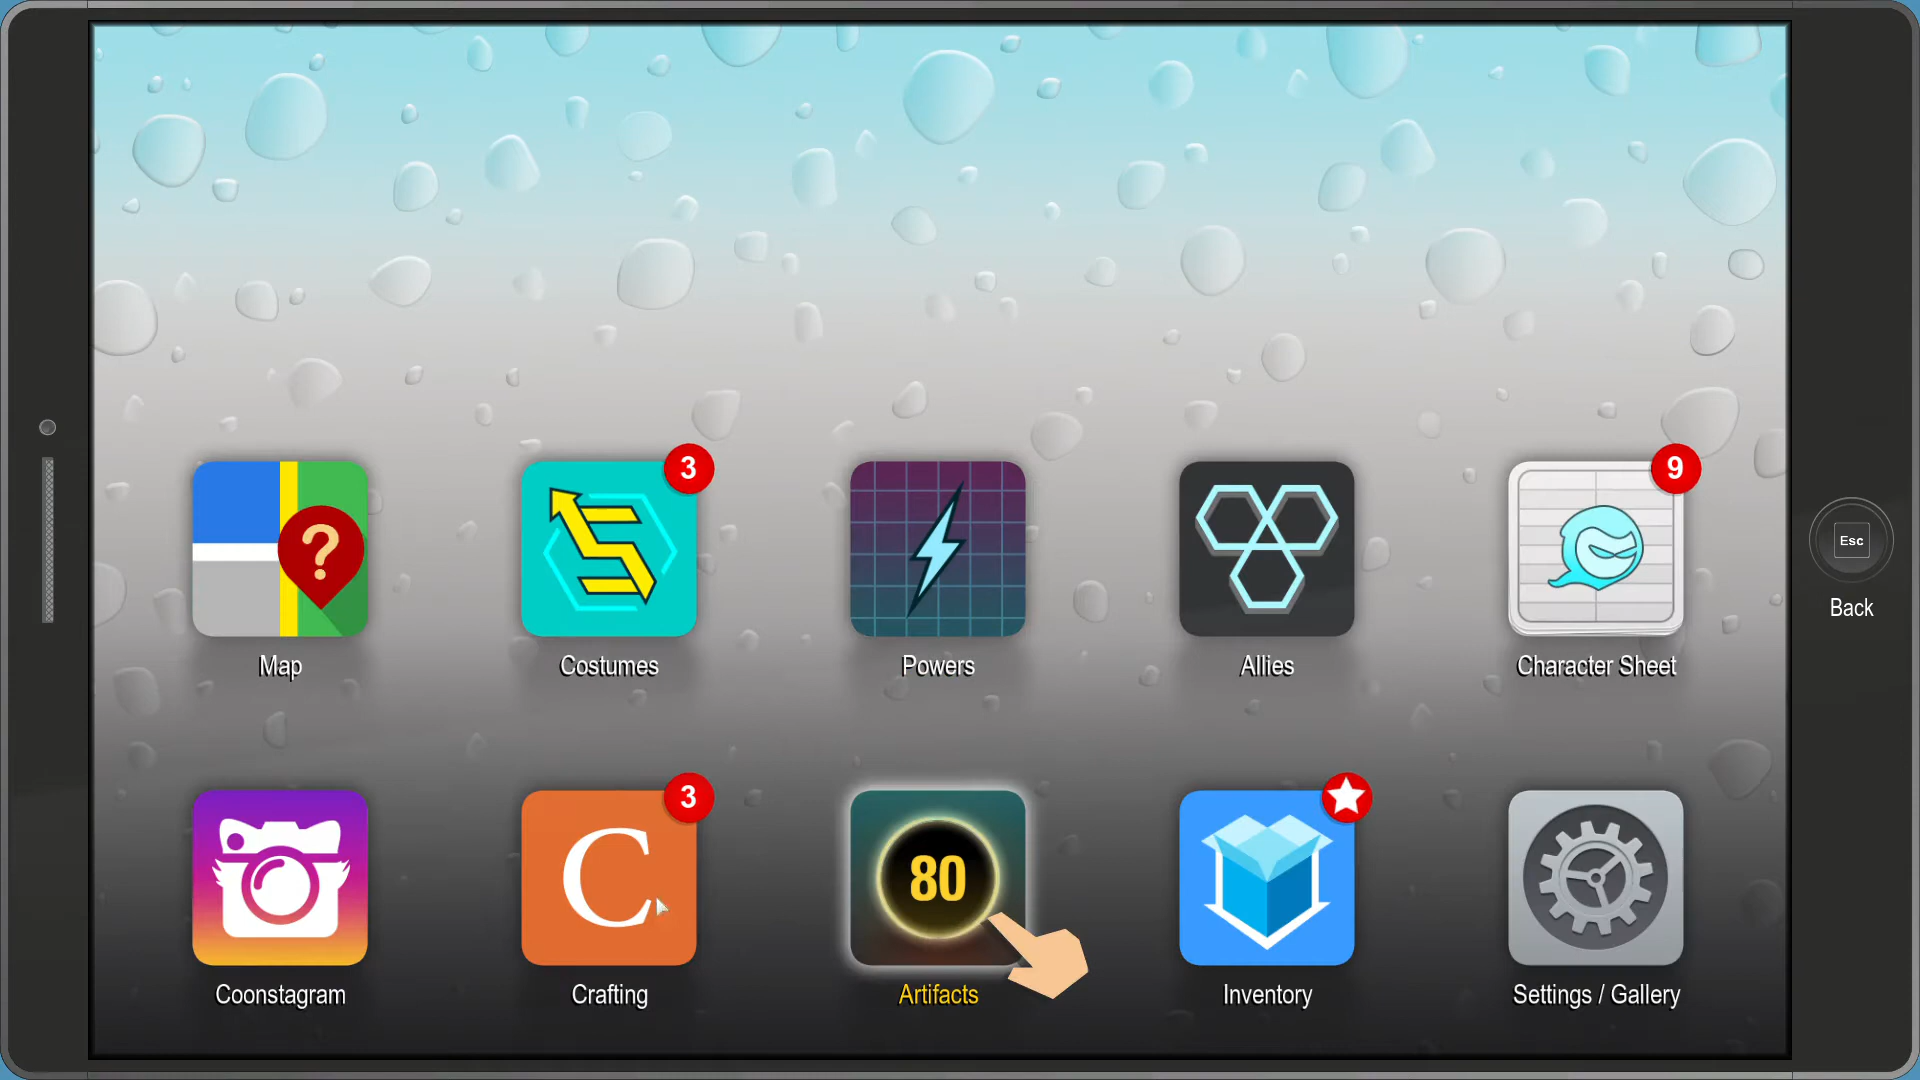 3
9
?
Esc
Map
Costumes
Powers
Allies
Character Sheet
Back
3
C
80
Coonstagram
Crafting
Artifacts
Inventory
Settings / Gallery